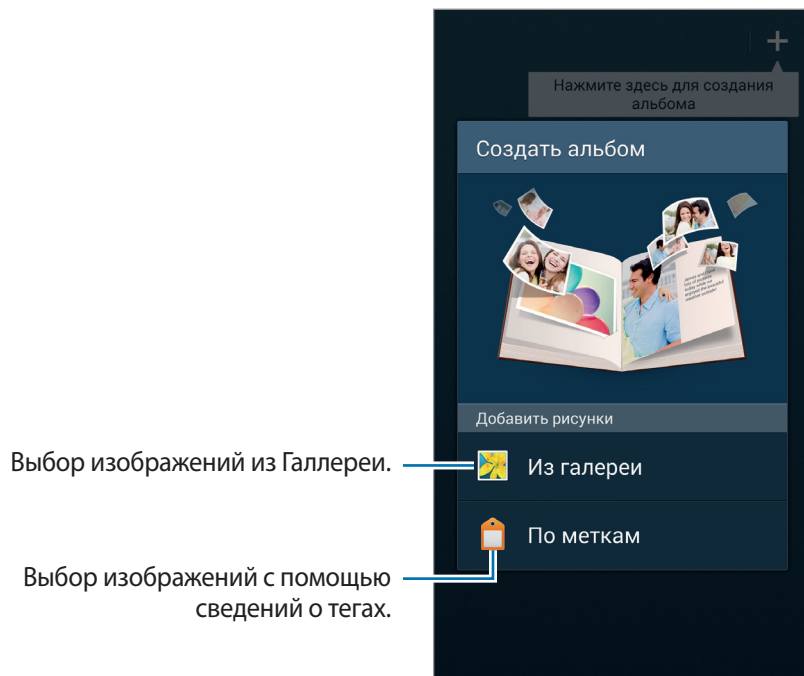 Нажмите здесь для создания
альбома
Создать альбом
Добавить рисунки
Выбор изображений из Галлереи.
Из галереи
По меткам
Выбор изображений с помощью
сведений о тегах.